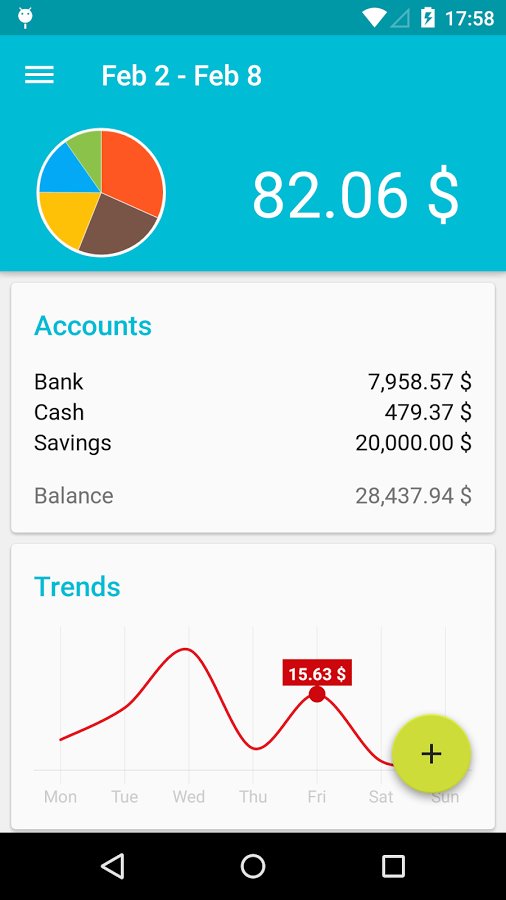 17:58
Feb 2 - Feb 8
82.06 $
Accounts
Bank 7,958.57 $
Cash 479.37 $
Savings 20,000.00 $
Balance 28,437.94 $
Trends
15.63 $
+
Mon Tue Wed Thu Fri Sat Sun